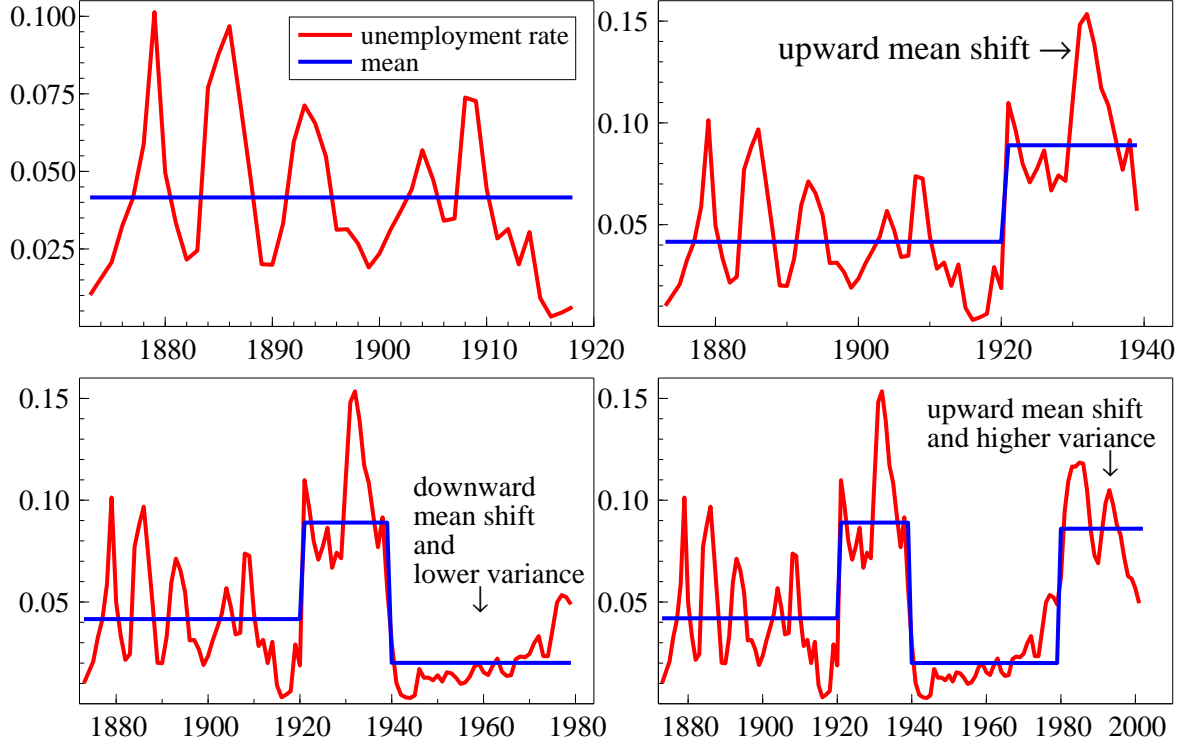 0.100
0.075
0.050
0.025
unemployment rate
mean
1880 1890 1900 1910 1920
0.15
0.10
0.05
upward mean shift →
1880 1900 1920 1940
0.15
0.10
0.05
downward
mean shift
and
lower variance
↓
1880 1900 1920 1940 1960 1980
0.15
0.10
0.05
upward mean shift
and higher variance
↓
1880 1900 1920 1940 1960 1980 2000